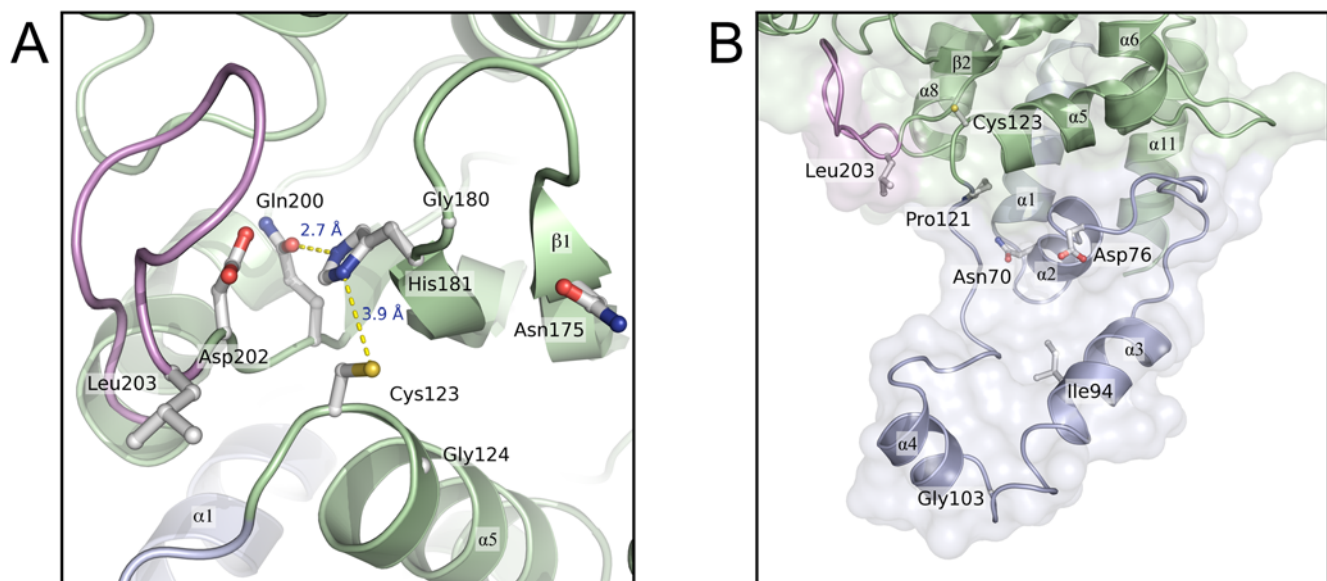 A
Gln200
2.7 Å
Gly180
β1
His181
3.9 Å
Asn175
Asp202
Leu203
Cys123
Gly124
α1
α5
B
α6
β2
α8
Cys123
α5
α11
Leu203
α1
Pro121
Asn70
α2
Asp76
α3
Ile94
α4
Gly103